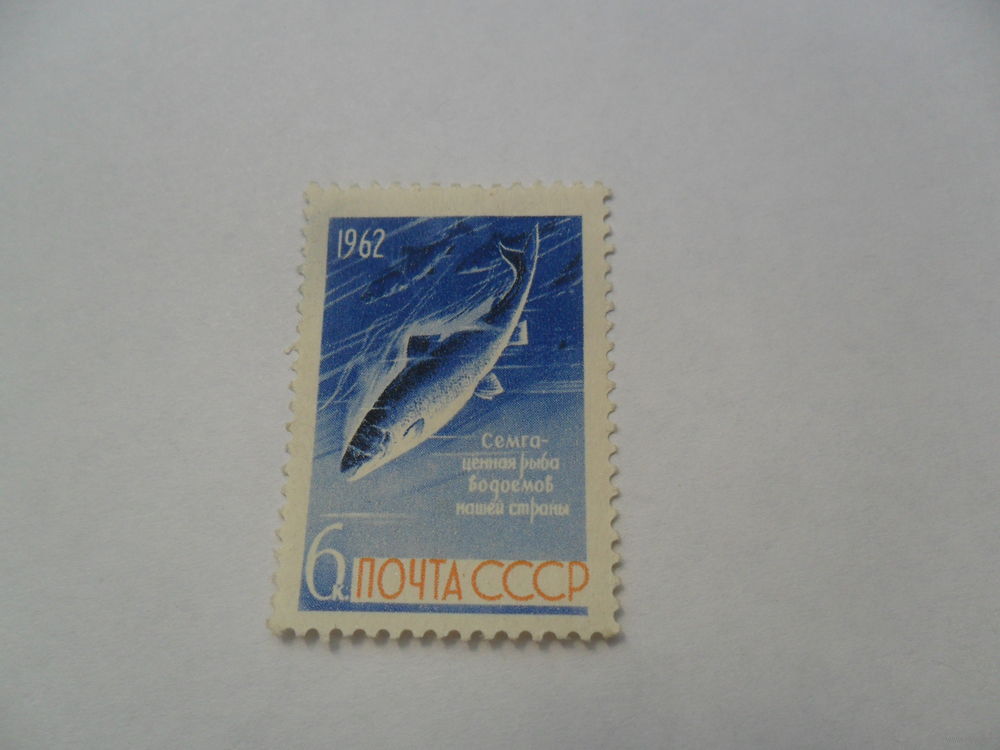 1962
Семга-
ценная рыба
водоемов
нашей страны
6к. ПОЧТА СССР